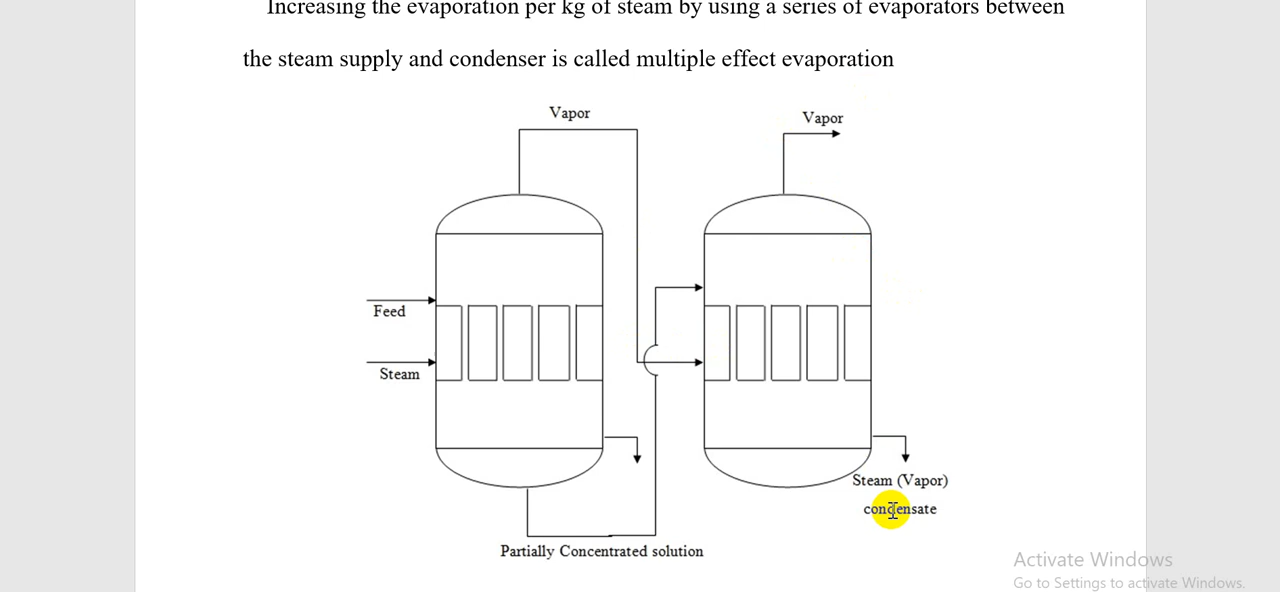 Increasing the evaporation per kg of steam by using a series of evaporators between
the steam supply and condenser is called multiple effect evaporation
Vapor
Vapor
Feed
Steam
Steam (Vapor)
condensate
Partially Concentrated solution
Activate Windows
Go to Settings to activate Windows.